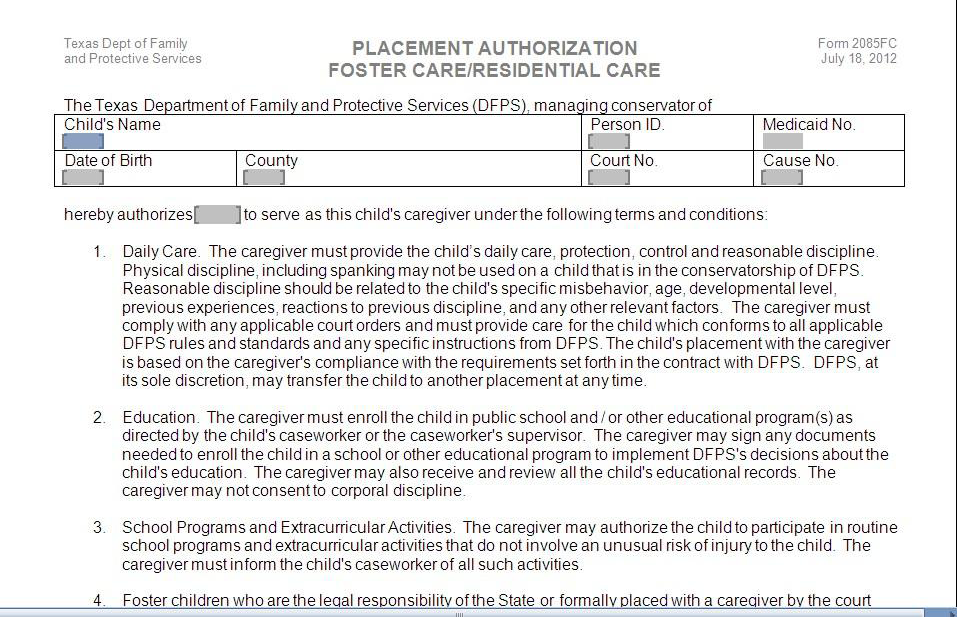 Texas Dept of Family
and Protective Services
PLACEMENT AUTHORIZATION
FOSTER CARE/RESIDENTIAL CARE
Form 2085FC
July 18, 2012
The Texas Department of Family and Protective Services (DFPS), managing conservator of
Child's Name
Person ID.
Medicaid No.
Date of Birth
County
Court No.
Cause No.
hereby authorizes[ ] to serve as this child's caregiver under the following terms and conditions:
1. Daily Care. The caregiver must provide the child's daily care, protection, control and reasonable discipline.
Physical discipline, including spanking may not be used on a child that is in the conservatorship of DFPS.
Reasonable discipline should be related to the child's specific misbehavior, age, developmental level,
previous experiences, reactions to previous discipline, and any other relevant factors. The caregiver must
comply with any applicable court orders and must provide care for the child which conforms to all applicable
DFPS rules and standards and any specific instructions from DFPS. The child's placement with the caregiver
is based on the caregiver's compliance with the requirements set forth in the contract with DFPS. DFPS, at
its sole discretion, may transfer the child to another placement at any time.
2. Education. The caregiver must enroll the child in public school and / or other educational program(s) as
directed by the child's caseworker or the caseworker's supervisor. The caregiver may sign any documents
needed to enroll the child in a school or other educational program to implement DFPS's decisions about the
child's education. The caregiver may also receive and review all the child's educational records. The
caregiver may not consent to corporal discipline.
3. School Programs and Extracurricular Activities. The caregiver may authorize the child to participate in routine
school programs and extracurricular activities that do not involve an unusual risk of injury to the child. The
caregiver must inform the child's caseworker of all such activities.
4. Foster children who are the legal responsibility of the State or formally placed with a caregiver by the court